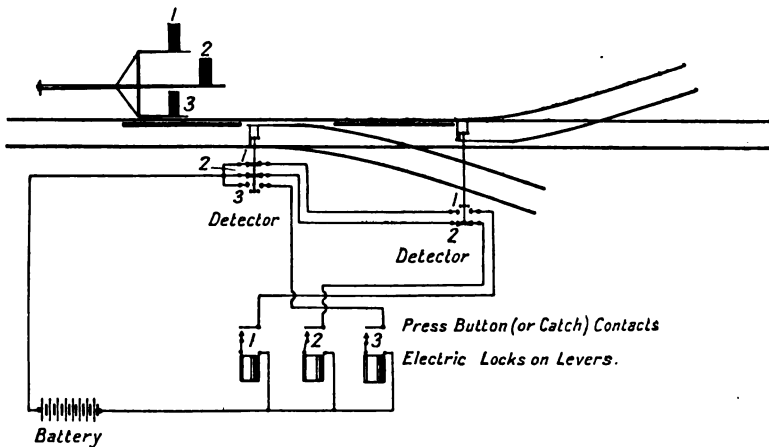 1
2
3
1
2
3
Detector
1
2
Detector
1 2 3 Press Button (or Catch) Contacts
Electric Locks on Levers.
Battery